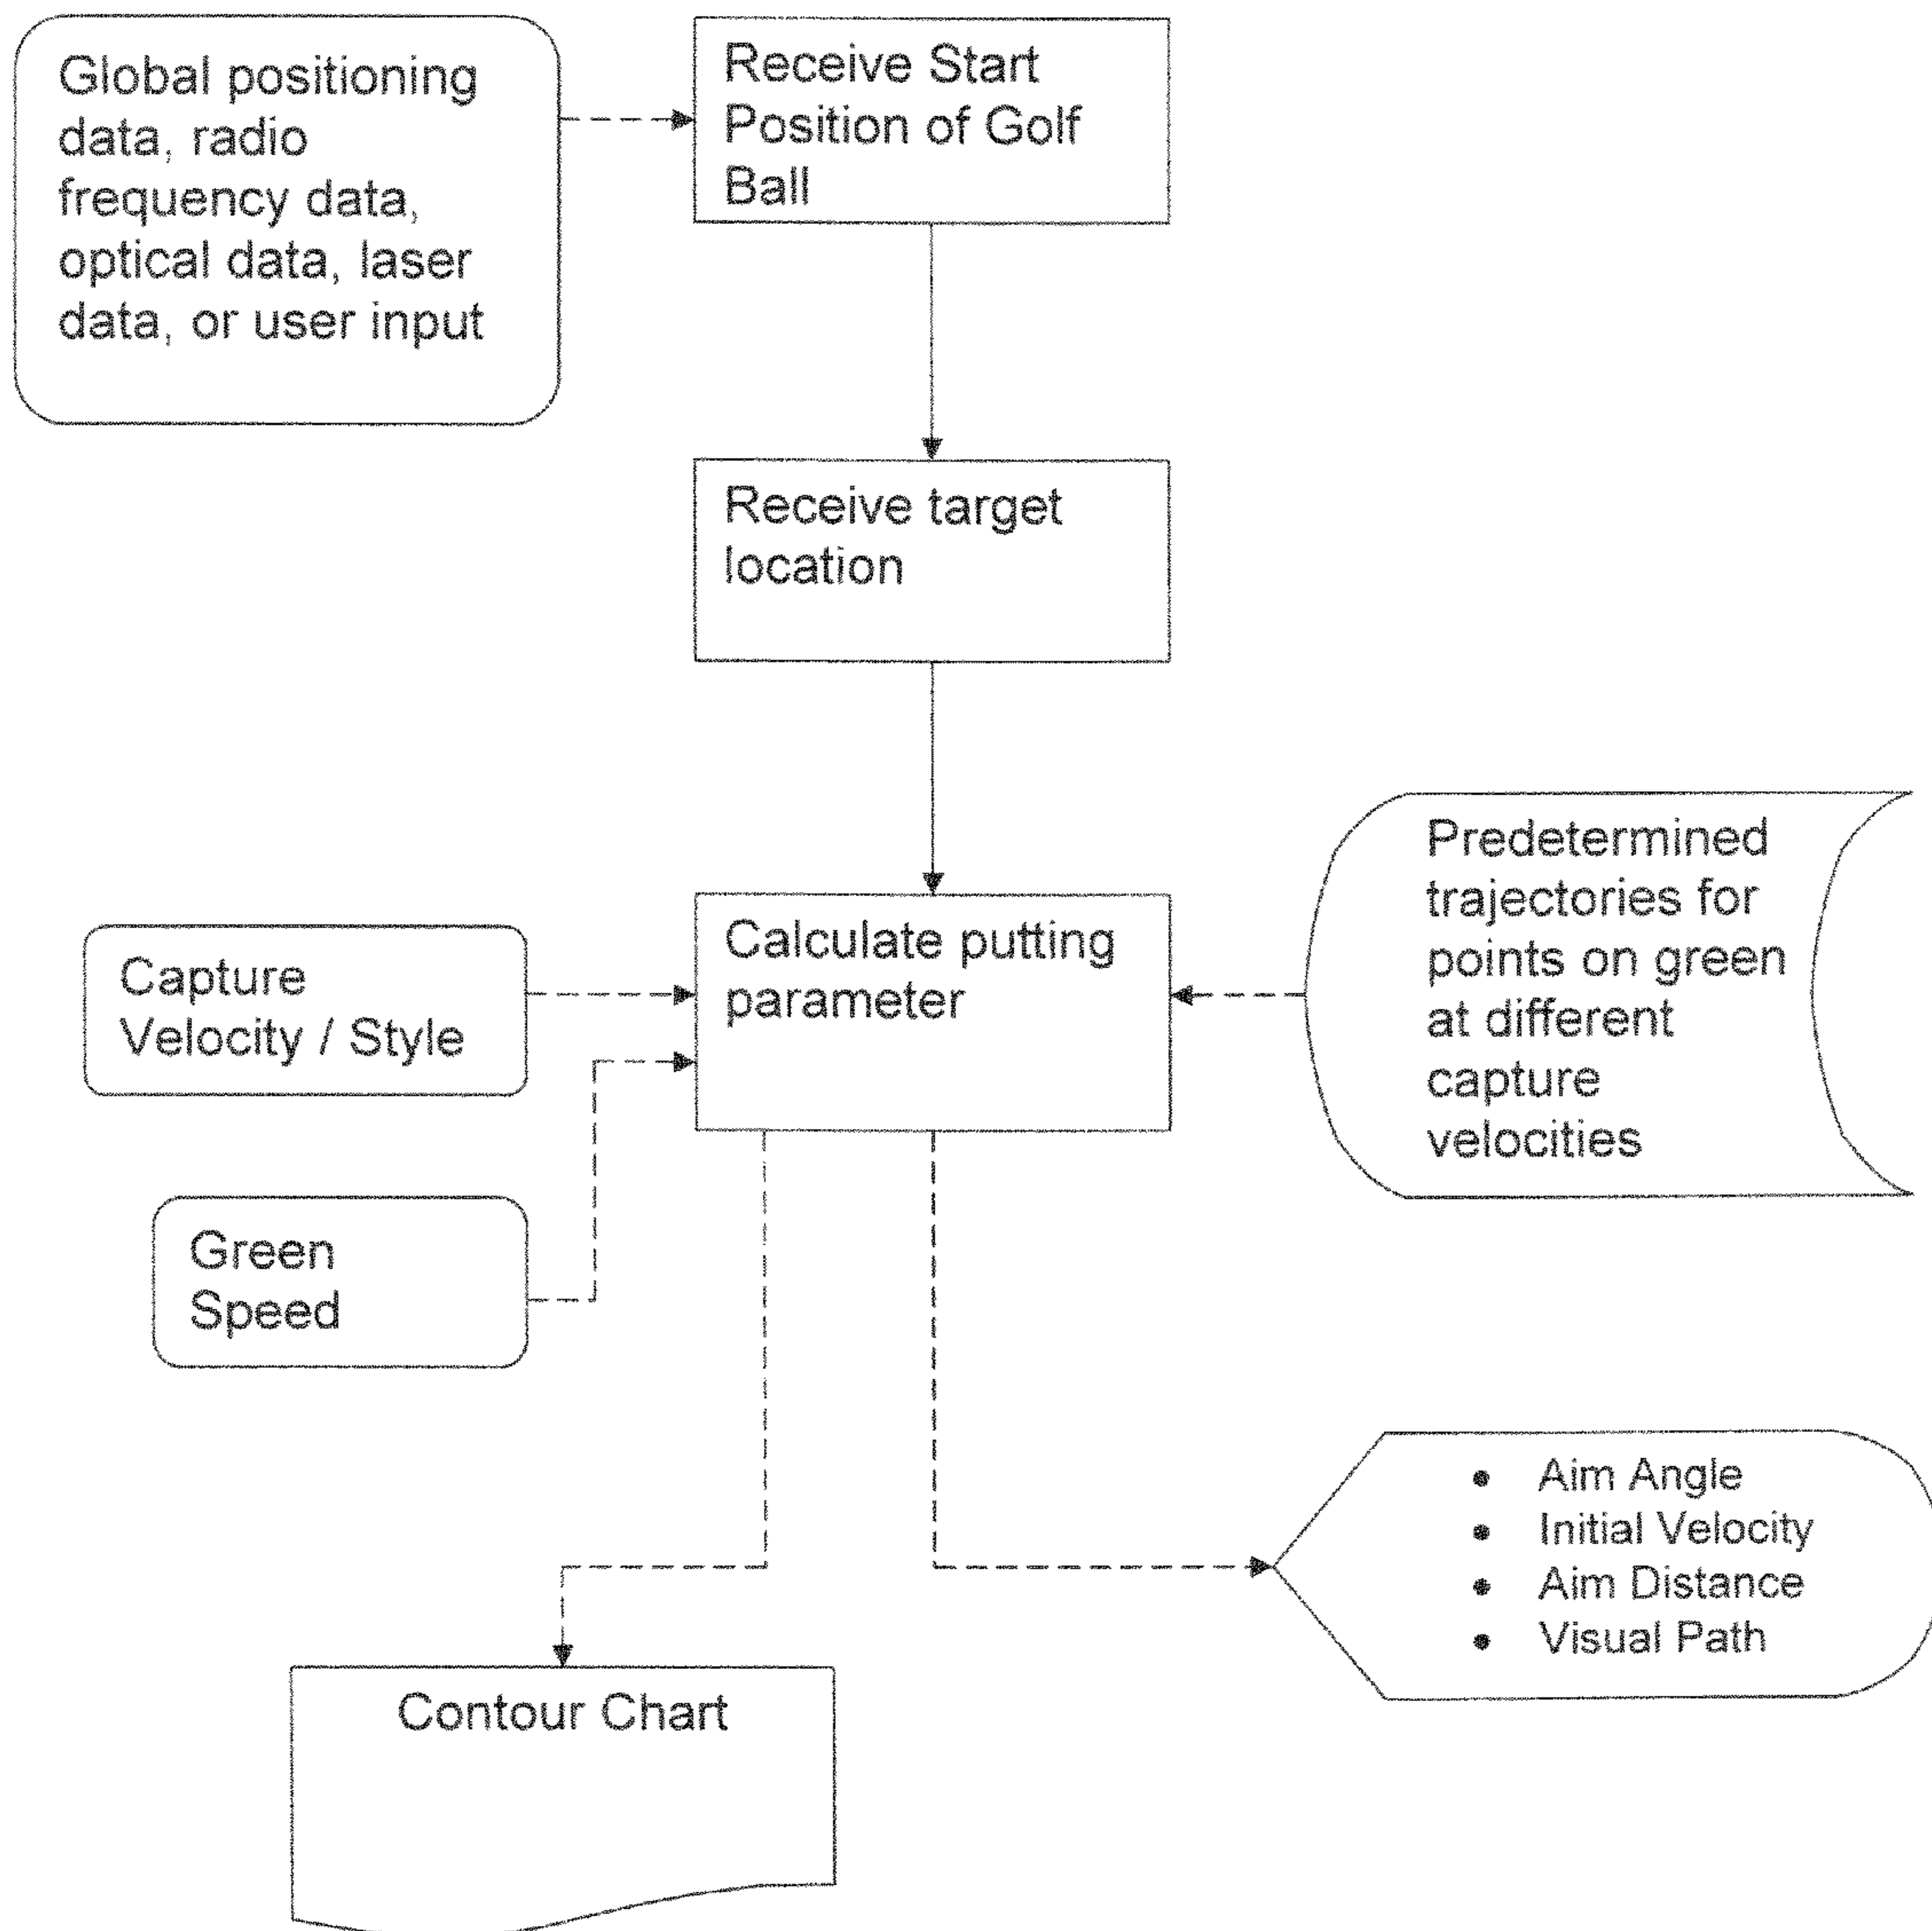 Global positioning
data, radio
frequency data,
optical data, laser
data, or user input
Receive Start
Position of Golf
Ball
Receive target
location
Capture
Velocity / Style
Calculate putting
parameter
Predetermined
trajectories for
points on green
at different
capture
velocities
Green
Speed
• Aim Angle
• Initial Velocity
• Aim Distance
• Visual Path
Contour Chart